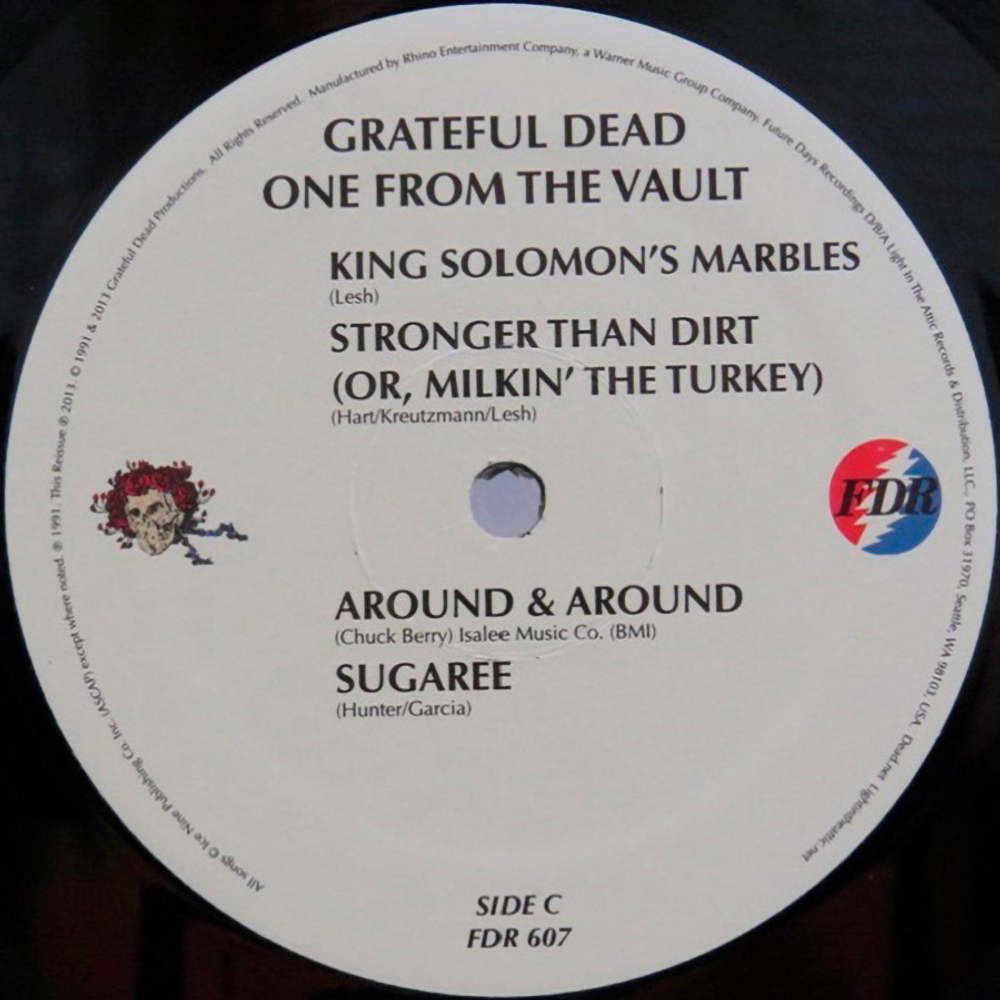 GRATEFUL DEAD
ONE FROM THE VAULT
KING SOLOMON'S MARBLES
(Lesh)
STRONGER THAN DIRT
(OR, MILKIN' THE TURKEY)
(Hart/Kreutzmann/Lesh)
FDR
AROUND & AROUND
(Chuck Berry) Isalee Music Co. (BMI)
SUGAREE
(Hunter/Garcia)
SIDE C
FDR 607
All songs © Ice Nine Publishing Co. Inc. (ASCAP) except where noted. ℗ 1991. This Reissue ℗ 2013. © 1991 & 2013 Grateful Dead Productions. All Rights Reserved. Manufactured by Rhino Entertainment Company, a Warner Music Group Company. Future Days Recordings D/B/A Light In The Attic Records & Distribution, LLC., PO Box 31970, Seattle, WA 98103, USA. Dead.net Lightintheattic.net